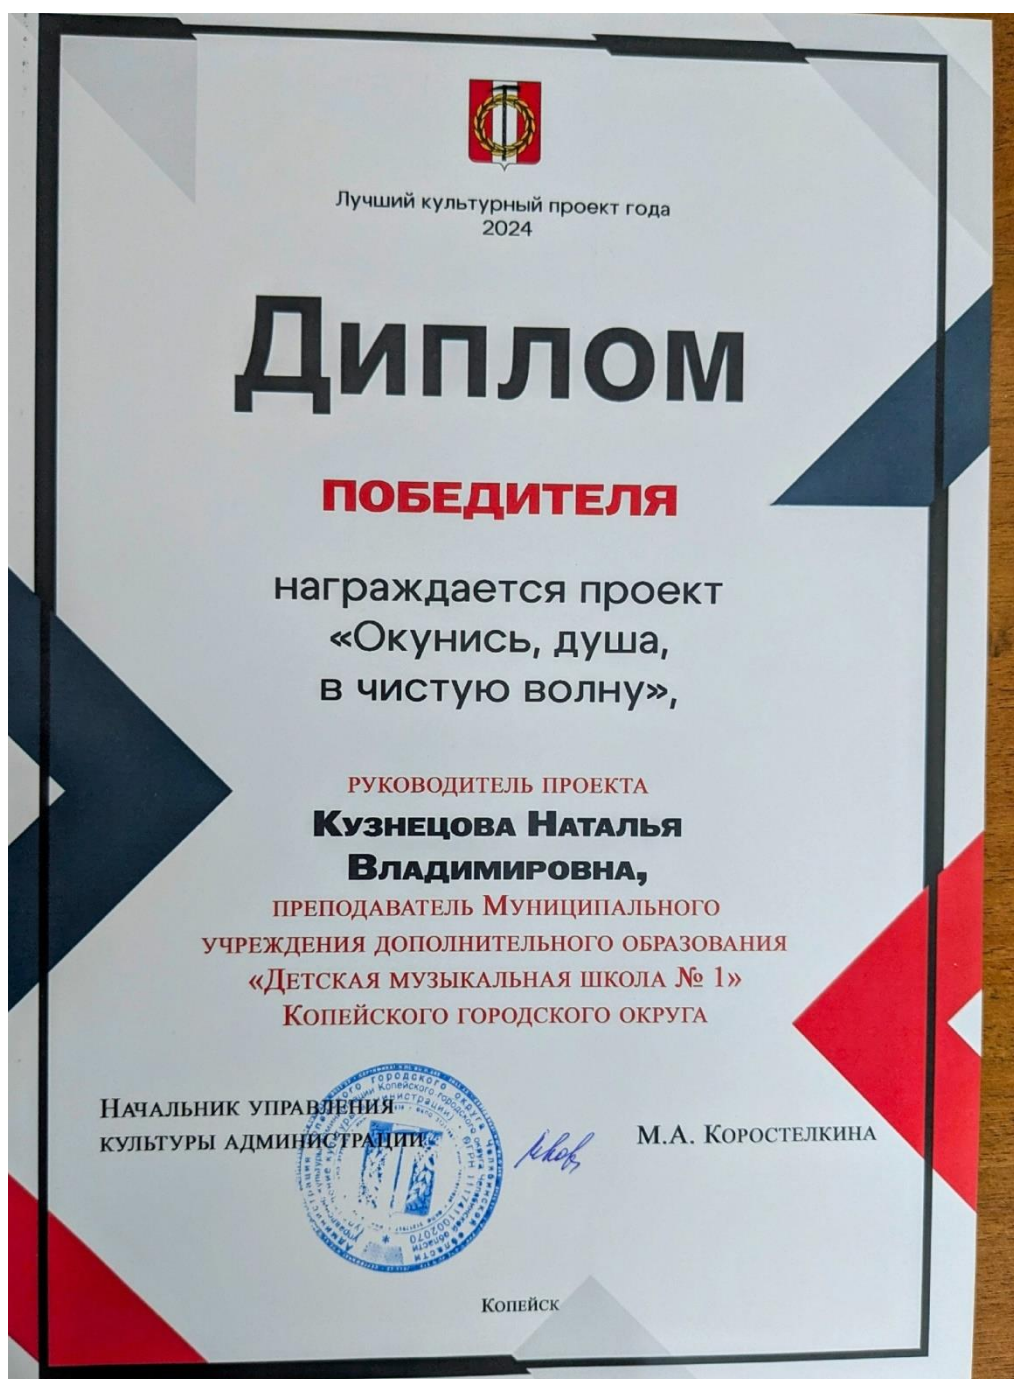 Лучший культурный проект года
2024
Диплом
ПОБЕДИТЕЛЯ
награждается проект
«Окунись, душа,
в чистую волну»,
РУКОВОДИТЕЛЬ ПРОЕКТА
КУЗНЕЦОВА НАТАЛЬЯ
ВЛАДИМИРОВНА,
ПРЕПОДАВАТЕЛЬ МУНИЦИПАЛЬНОГО
УЧРЕЖДЕНИЯ ДОПОЛНИТЕЛЬНОГО ОБРАЗОВАНИЯ
«ДЕТСКАЯ МУЗЫКАЛЬНАЯ ШКОЛА № 1»
КОПЕЙСКОГО ГОРОДСКОГО ОКРУГА
НАЧАЛЬНИК УПРАВЛЕНИЯ
КУЛЬТУРЫ АДМИНИСТРАЦИИ
М.А. КОРОСТЕЛКИНА
КОПЕЙСК